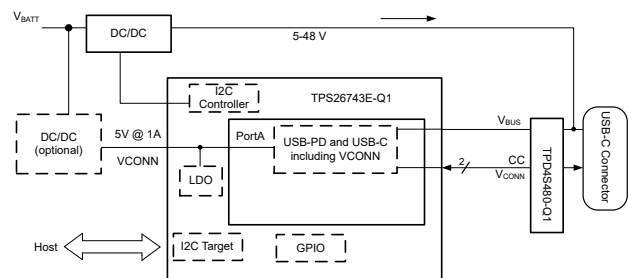 VBATT
DC/DC
5-48 V
I2C
Controller
TPS26743E-Q1
DC/DC
(optional)
5V @ 1A
VCONN
PortA
USB-PD and USB-C
including VCONN
LDO
VBUS
2
CC
VCONN
TPD4S480-Q1
USB-C Connector
Host
I2C Target
GPIO